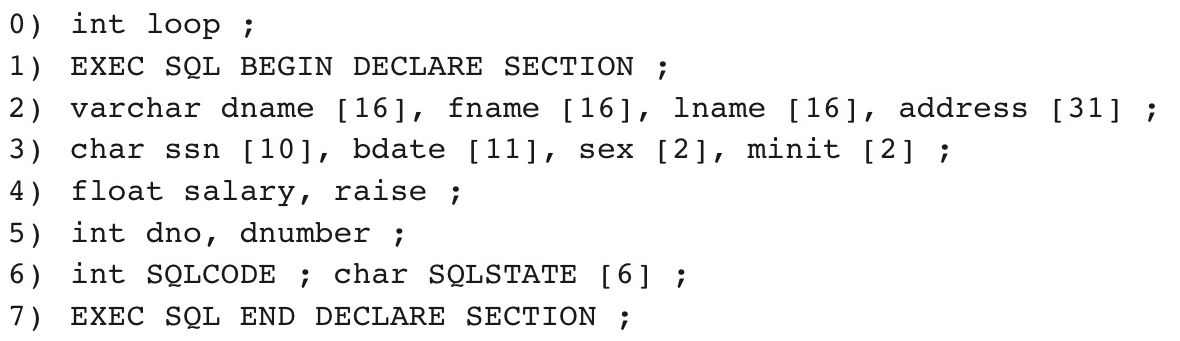 0) int loop ;
1) EXEC SQL BEGIN DECLARE SECTION ;
2) varchar dname [16], fname [16], lname [16], address [31] ;
3) char ssn [10], bdate [11], sex [2], minit [2] ;
4) float salary, raise ;
5) int dno, dnumber ;
6) int SQLCODE ; char SQLSTATE [6] ;
7) EXEC SQL END DECLARE SECTION ;